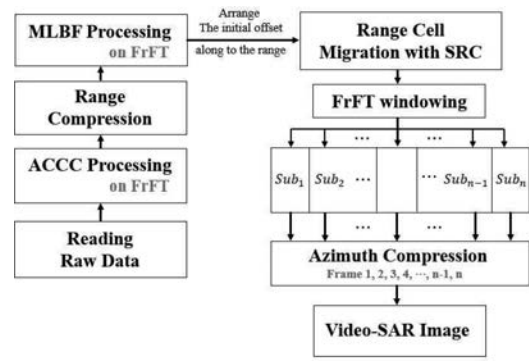 MLBF Processing
on FrFT
Range
Compression
ACCC Processing
on FrFT
Reading
Raw Data
Arrange
The initial offset
along to the range
Range Cell
Migration with SRC
FrFT windowing
... ...
Sub1 Sub2 ... ... Subn−1 Subn
... ...
Azimuth Compression
Frame 1, 2, 3, 4, ···, n-1, n
Video-SAR Image